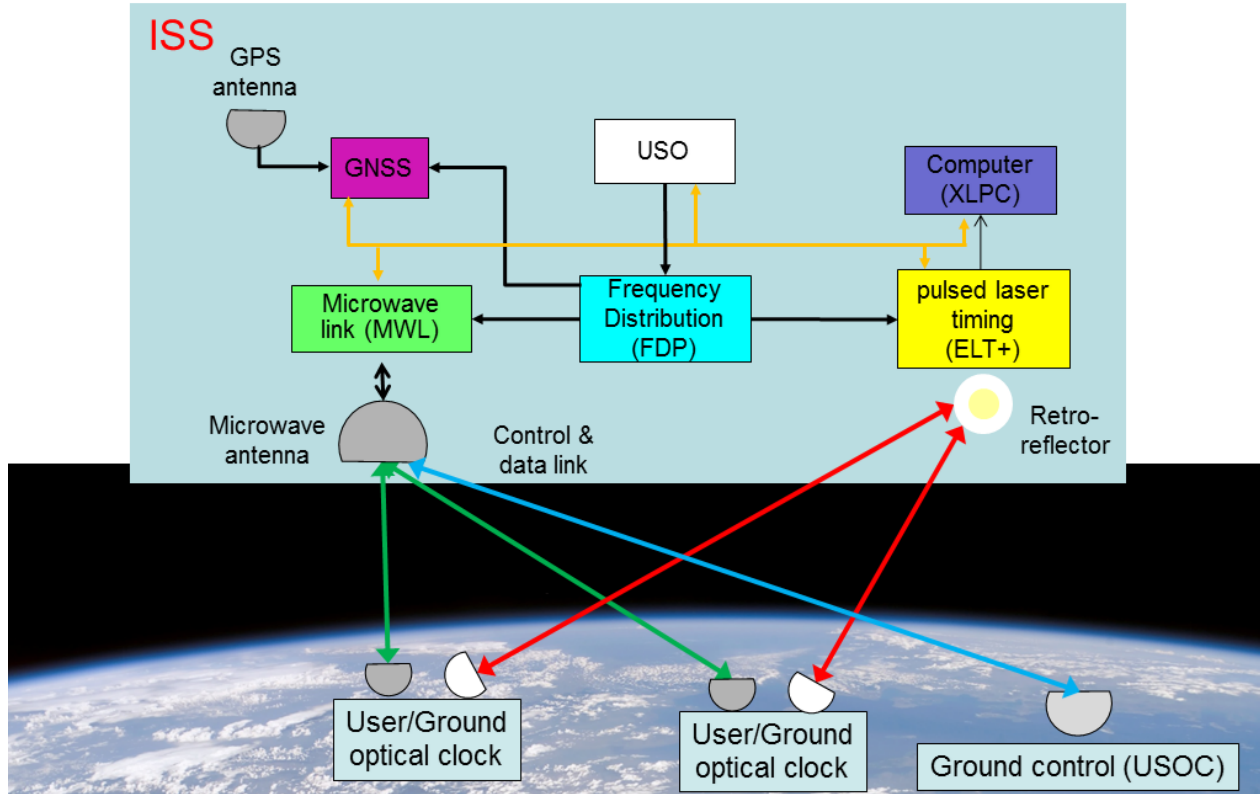 ISS
GPS
antenna
GNSS
USO
Computer
(XLPC)
Microwave
link (MWL)
Frequency
Distribution
(FDP)
pulsed laser
timing
(ELT+)
Microwave
antenna
Control &
data link
Retro-
reflector
User/Ground
optical clock
User/Ground
optical clock
Ground control (USOC)